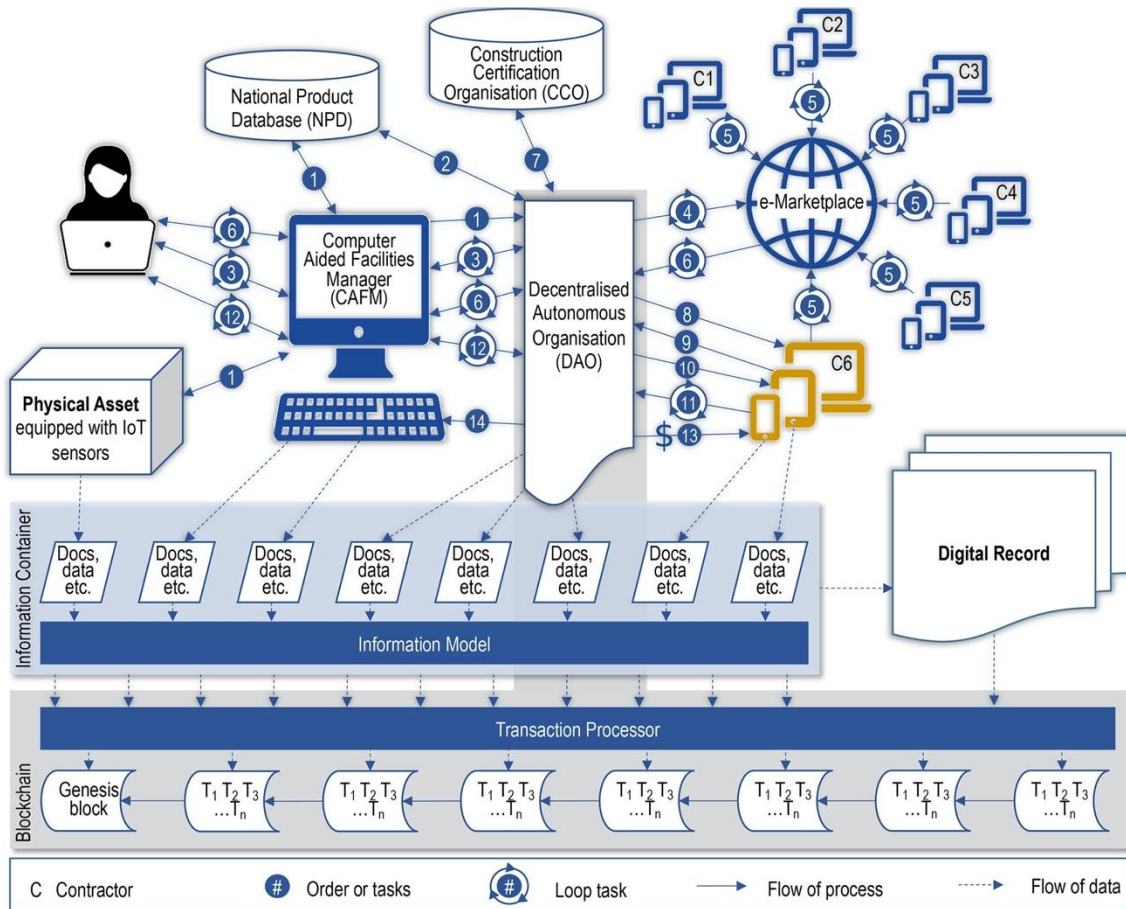 National Product
Database (NPD)
Construction
Certification
Organisation (CCO)
C1
C2
C3
C4
C5
C6
5
5
5
5
5
5
e-Marketplace
1
2
7
6
3
12
1
Computer
Aided Facilities
Manager
(CAFM)
1
3
6
12
14
Decentralised
Autonomous
Organisation
(DAO)
4
6
8
9
10
11
$ 13
Physical Asset
equipped with IoT
sensors
Information Container
Docs,
data
etc.
Docs,
data
etc.
Docs,
data
etc.
Docs,
data
etc.
Docs,
data
etc.
Docs,
data
etc.
Docs,
data
etc.
Docs,
data
etc.
Information Model
Digital Record
Blockchain
Transaction Processor
Genesis
block
T1 T2 T3
...Tn
T1 T2 T3
...Tn
T1 T2 T3
...Tn
T1 T2 T3
...Tn
T1 T2 T3
...Tn
T1 T2 T3
...Tn
T1 T2 T3
...Tn
C Contractor
# Order or tasks
# Loop task
Flow of process
Flow of data